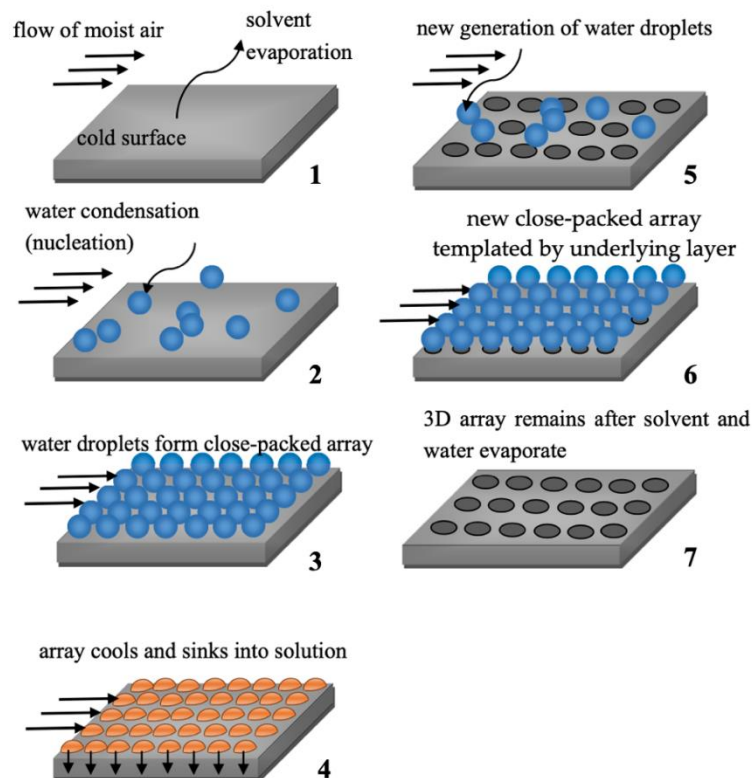 flow of moist air
solvent
evaporation
cold surface
1
water condensation
(nucleation)
2
water droplets form close-packed array
3
array cools and sinks into solution
4
new generation of water droplets
5
new close-packed array
templated by underlying layer
6
3D array remains after solvent and
water evaporate
7